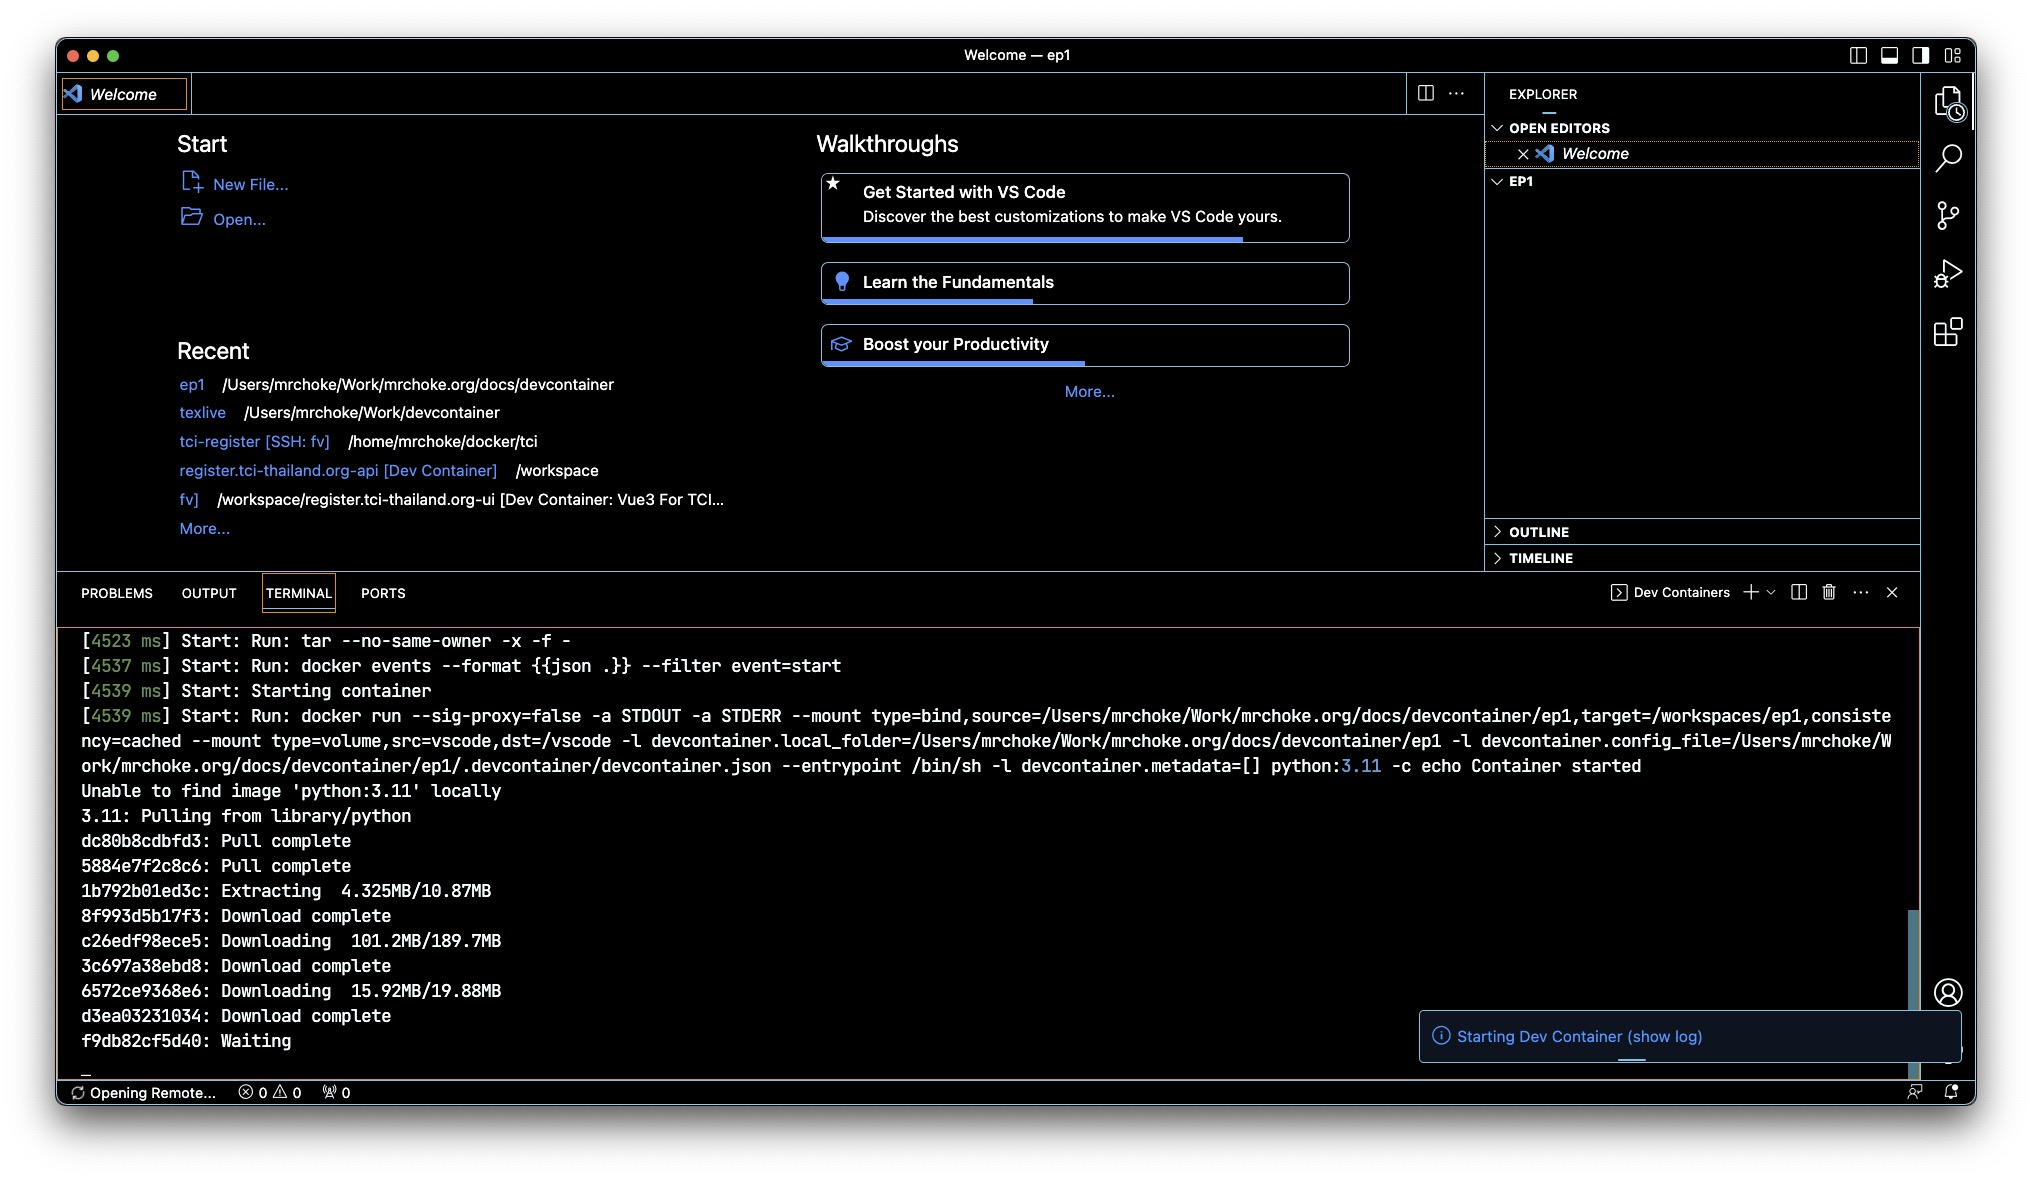 Welcome — ep1
Welcome
Start
New File...
Open...
Recent
ep1 /Users/mrchoke/Work/mrchoke.org/docs/devcontainer
texlive /Users/mrchoke/Work/devcontainer
tci-register [SSH: fv] /home/mrchoke/docker/tci
register.tci-thailand.org-api [Dev Container] /workspace
fv] /workspace/register.tci-thailand.org-ui [Dev Container: Vue3 For TCI...
More...
Walkthroughs
Get Started with VS Code
Discover the best customizations to make VS Code yours.
Learn the Fundamentals
Boost your Productivity
More...
EXPLORER
OPEN EDITORS
Welcome
EP1
OUTLINE
TIMELINE
PROBLEMS OUTPUT TERMINAL PORTS
Dev Containers
[4523 ms] Start: Run: tar --no-same-owner -x -f -
[4537 ms] Start: Run: docker events --format {{json .}} --filter event=start
[4539 ms] Start: Starting container
[4539 ms] Start: Run: docker run --sig-proxy=false -a STDOUT -a STDERR --mount type=bind,source=/Users/mrchoke/Work/mrchoke.org/docs/devcontainer/ep1,target=/workspaces/ep1,consiste
ncy=cached --mount type=volume,src=vscode,dst=/vscode -l devcontainer.local_folder=/Users/mrchoke/Work/mrchoke.org/docs/devcontainer/ep1 -l devcontainer.config_file=/Users/mrchoke/W
ork/mrchoke.org/docs/devcontainer/ep1/.devcontainer/devcontainer.json --entrypoint /bin/sh -l devcontainer.metadata=[] python:3.11 -c echo Container started
Unable to find image 'python:3.11' locally
3.11: Pulling from library/python
dc80b8cdbfd3: Pull complete
5884e7f2c8c6: Pull complete
1b792b01ed3c: Extracting 4.325MB/10.87MB
8f993d5b17f3: Download complete
c26edf98ece5: Downloading 101.2MB/189.7MB
3c697a38ebd8: Download complete
6572ce9368e6: Downloading 15.92MB/19.88MB
d3ea03231034: Download complete
f9db82cf5d40: Waiting
Starting Dev Container (show log)
Opening Remote... 0 0 0